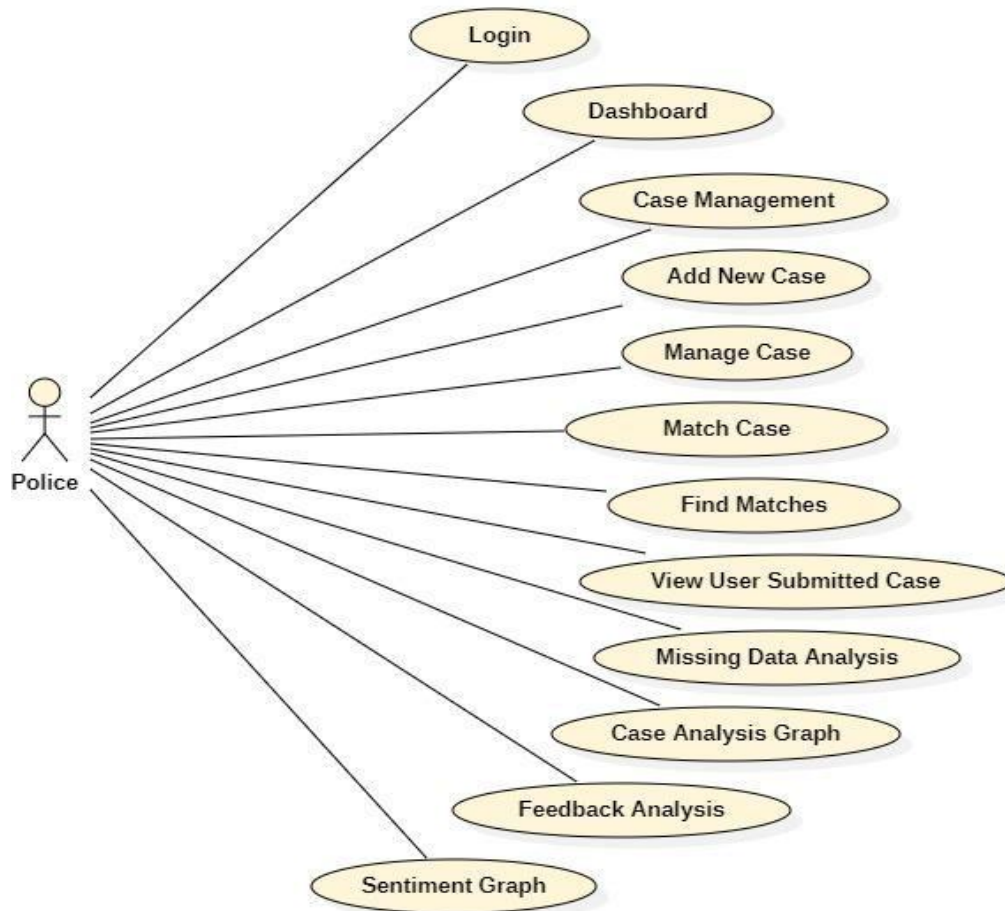 Login
Dashboard
Case Management
Add New Case
Manage Case
Match Case
Police
Find Matches
View User Submitted Case
Missing Data Analysis
Case Analysis Graph
Feedback Analysis
Sentiment Graph